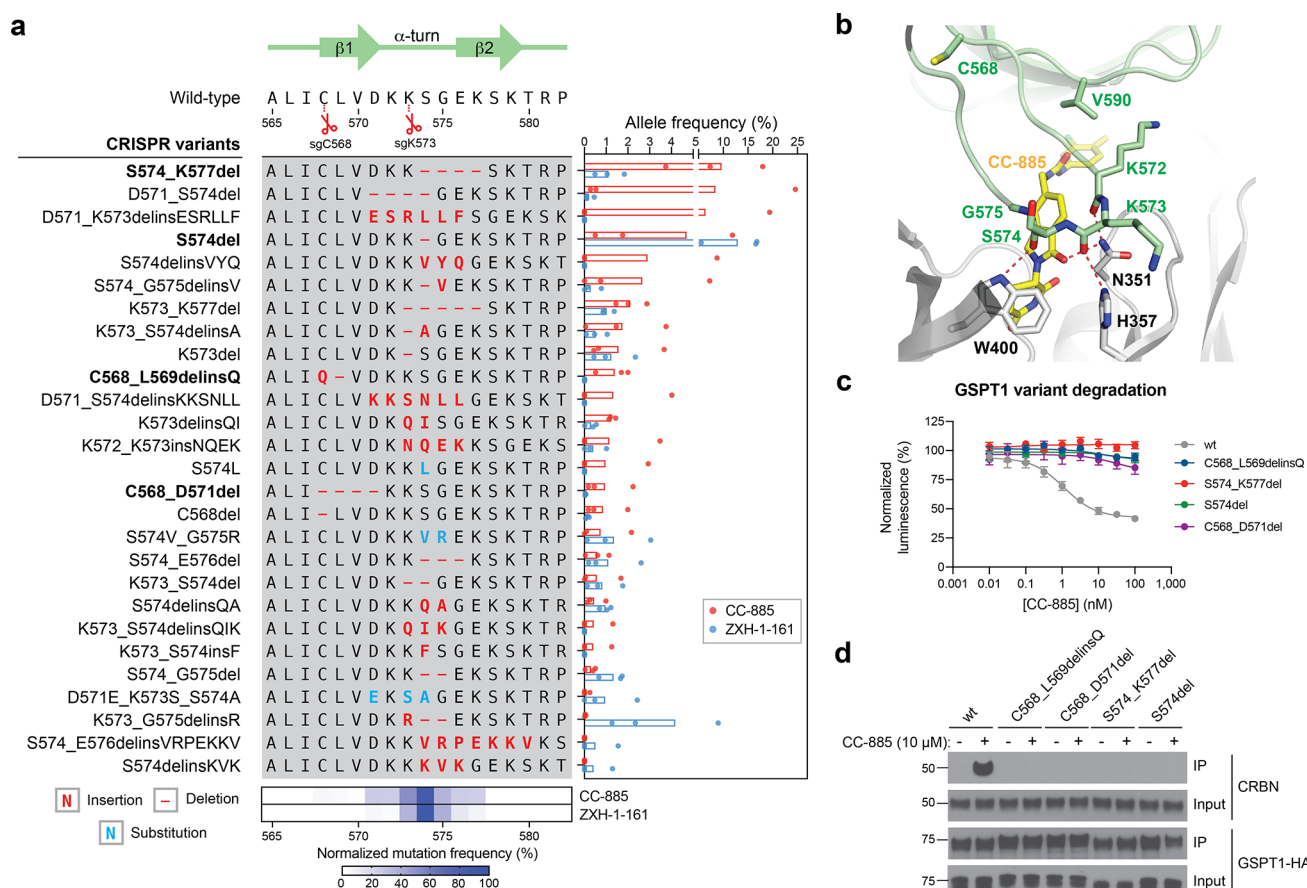 a
β1
α-turn
β2
Wild-type
A L I C L V D K K S G E K S K T R P
565 570 575 580
sgC568 sgK573
CRISPR variants
Allele frequency (%)
0 1 2 3 4 5 10 15 20 25
S574_K577del A L I C L V D K K - - - - S K T R P
D571_S574del A L I C L V - - - - G E K S K T R P
D571_K573delinsESRLLF A L I C L V E S R L L F S G E K S K
S574del A L I C L V D K K - G E K S K T R P
S574delinsVYQ A L I C L V D K K V Y Q G E K S K T
S574_G575delinsV A L I C L V D K K - V E K S K T R P
K573_K577del A L I C L V D K - - - - - S K T R P
K573_S574delinsA A L I C L V D K - A G E K S K T R P
K573del A L I C L V D K - S G E K S K T R P
C568_L569delinsQ A L I Q - V D K K S G E K S K T R P
D571_S574delinsKKSNLL A L I C L V K K S N L L G E K S K T
K573delinsQI A L I C L V D K Q I S G E K S K T R
K572_K573insNQEK A L I C L V D K N Q E K K S G E K S
S574L A L I C L V D K K L G E K S K T R P
C568_D571del A L I - - - - K K S G E K S K T R P
C568del A L I - L V D K K S G E K S K T R P
S574V_G575R A L I C L V D K K V R E K S K T R P
S574_E576del A L I C L V D K K - - - K S K T R P
K573_S574del A L I C L V D K - - G E K S K T R P
S574delinsQA A L I C L V D K K Q A G E K S K T R
K573_S574delinsQIK A L I C L V D K Q I K G E K S K T R
K573_S574insF A L I C L V D K K F S G E K S K T R
S574_G575del A L I C L V D K K - - E K S K T R P
D571E_K573S_S574A A L I C L V E K S A G E K S K T R P
K573_G575delinsR A L I C L V D K R - - E K S K T R P
S574_E576delinsVRPEKKV A L I C L V D K K V R P E K K V K S
S574delinsKVK A L I C L V D K K K V K G E K S K T
CC-885
ZXH-1-161
N Insertion - Deletion
N Substitution
CC-885
ZXH-1-161
565 570 575 580
Normalized mutation frequency (%)
0 20 40 60 80 100
b
C568
V590
CC-885
K572
G575
K573
S574
N351
H357
W400
c
GSPT1 variant degradation
Normalized luminescence (%)
125
100
75
50
25
0
0.001 0.01 0.1 1 10 100 1,000
[CC-885] (nM)
wt
C568_L569delinsQ
S574_K577del
S574del
C568_D571del
d
wt
C568_L569delinsQ
C568_D571del
S574_K577del
S574del
CC-885 (10 μM): - + - + - + - + - +
50 IP
50 Input
CRBN
75 IP
75 Input
GSPT1-HA